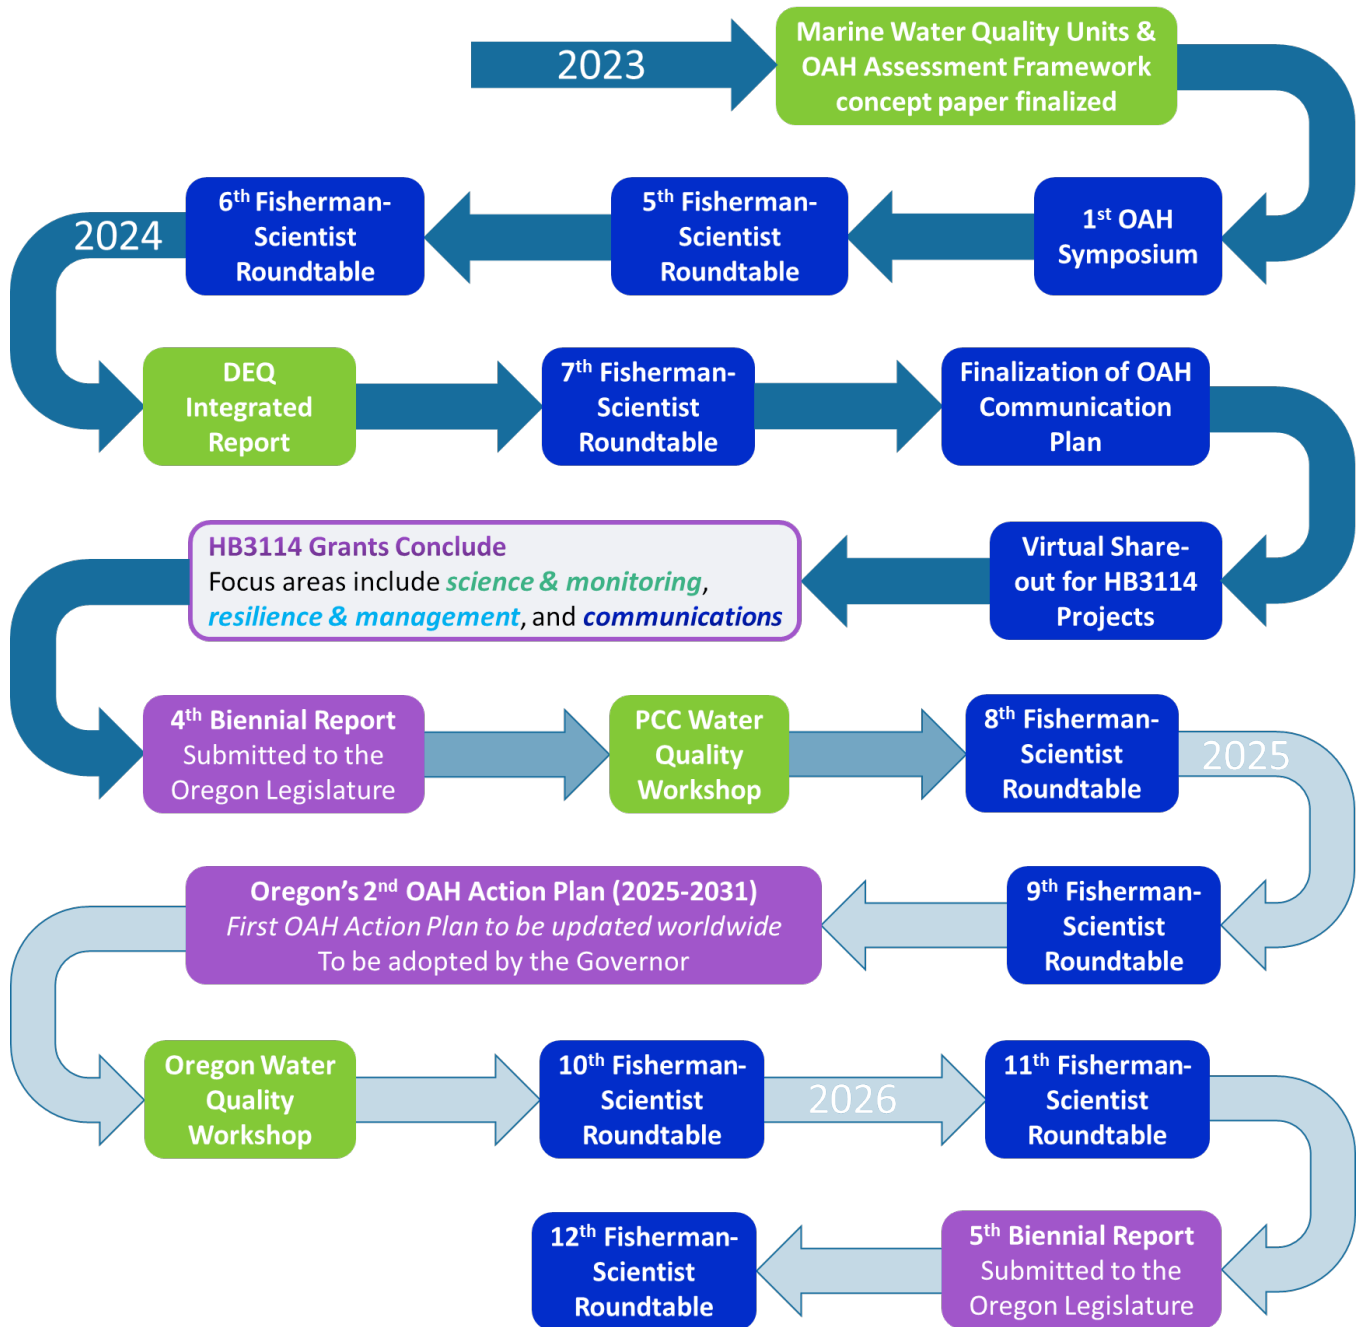 2023
Marine Water Quality Units &
OAH Assessment Framework
concept paper finalized
1st OAH
Symposium
5th Fisherman-
Scientist
Roundtable
6th Fisherman-
Scientist
Roundtable
2024
DEQ
Integrated
Report
7th Fisherman-
Scientist
Roundtable
Finalization of OAH
Communication
Plan
Virtual Share-
out for HB3114
Projects
HB3114 Grants Conclude
Focus areas include science & monitoring,
resilience & management, and communications
4th Biennial Report
Submitted to the
Oregon Legislature
PCC Water
Quality
Workshop
8th Fisherman-
Scientist
Roundtable
2025
9th Fisherman-
Scientist
Roundtable
Oregon's 2nd OAH Action Plan (2025-2031)
First OAH Action Plan to be updated worldwide
To be adopted by the Governor
Oregon Water
Quality
Workshop
10th Fisherman-
Scientist
Roundtable
2026
11th Fisherman-
Scientist
Roundtable
5th Biennial Report
Submitted to the
Oregon Legislature
12th Fisherman-
Scientist
Roundtable